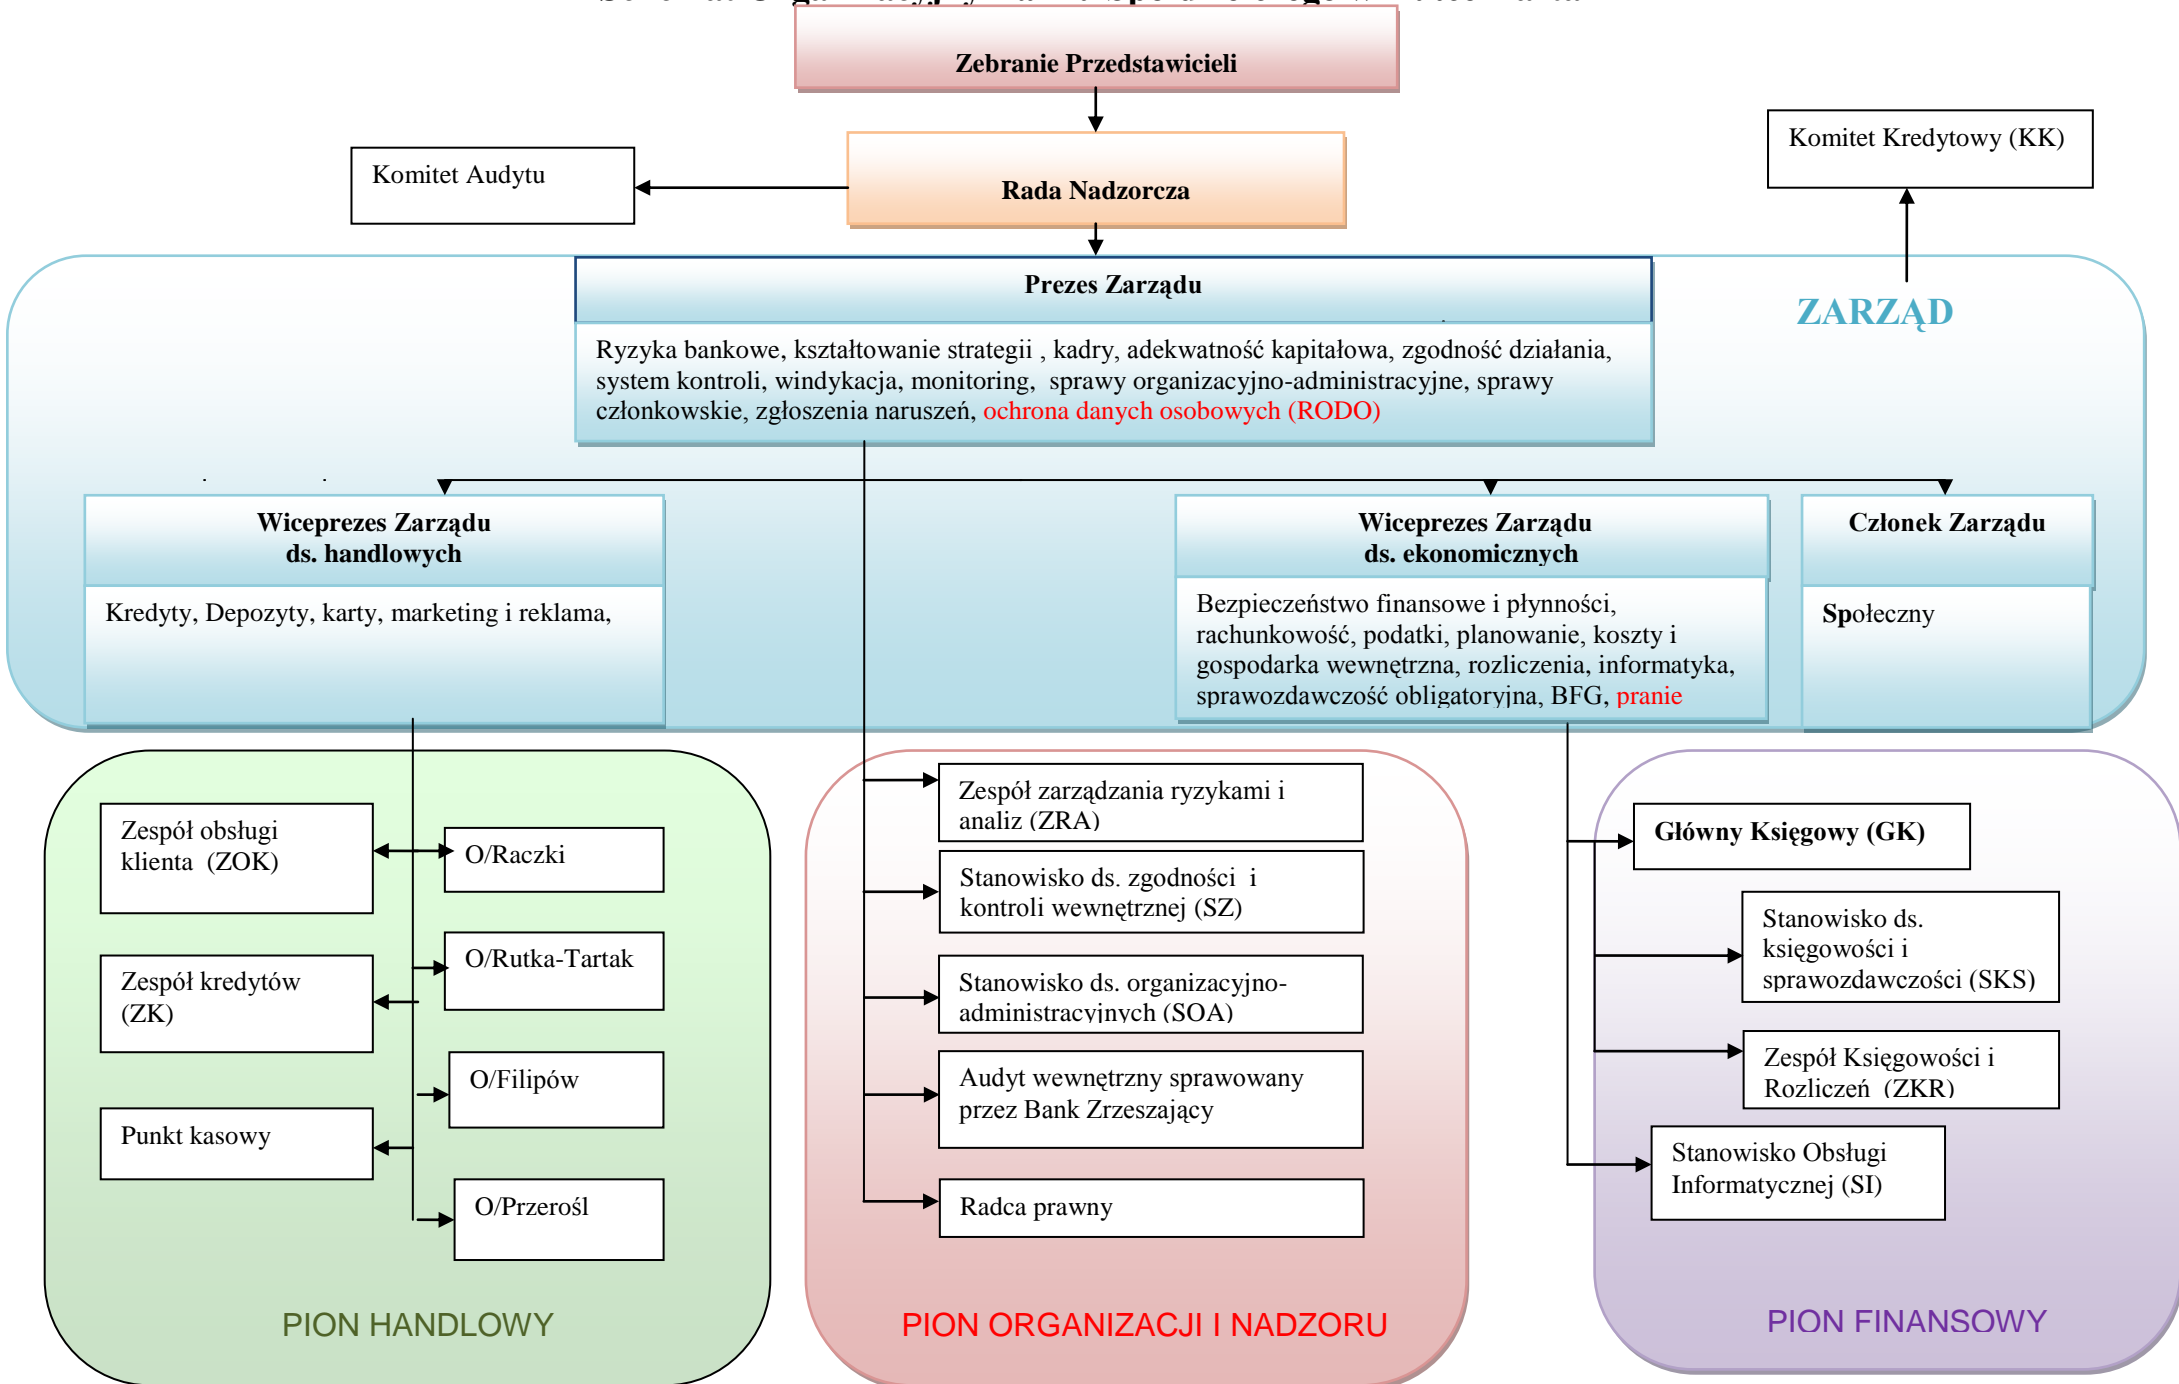 Zebranie Przedstawicieli
Komitet Kredytowy (KK)
Komitet Audytu
Rada Nadzorcza
Prezes Zarządu
ZARZĄD
Ryzyka bankowe, kształtowanie strategii , kadry, adekwatność kapitałowa, zgodność działania,
system kontroli, windykacja, monitoring, sprawy organizacyjno-administracyjne, sprawy
członkowskie, zgłoszenia naruszeń, ochrona danych osobowych (RODO)
Wiceprezes Zarządu
ds. handlowych
Kredyty, Depozyty, karty, marketing i reklama,
Wiceprezes Zarządu
ds. ekonomicznych
Bezpieczeństwo finansowe i płynności,
rachunkowość, podatki, planowanie, koszty i
gospodarka wewnętrzna, rozliczenia, informatyka,
sprawozdawczość obligatoryjna, BFG, pranie
Członek Zarządu
Społeczny
Zespół obsługi
klienta (ZOK)
O/Raczki
O/Rutka-Tartak
Zespół kredytów
(ZK)
O/Filipów
Punkt kasowy
O/Przerośl
PION HANDLOWY
Zespół zarządzania ryzykami i
analiz (ZRA)
Stanowisko ds. zgodności i
kontroli wewnętrznej (SZ)
Stanowisko ds. organizacyjno-
administracyjnych (SOA)
Audyt wewnętrzny sprawowany
przez Bank Zrzeszający
Radca prawny
PION ORGANIZACJI I NADZORU
Główny Księgowy (GK)
Stanowisko ds.
księgowości i
sprawozdawczości (SKS)
Zespół Księgowości i
Rozliczeń (ZKR)
Stanowisko Obsługi
Informatycznej (SI)
PION FINANSOWY